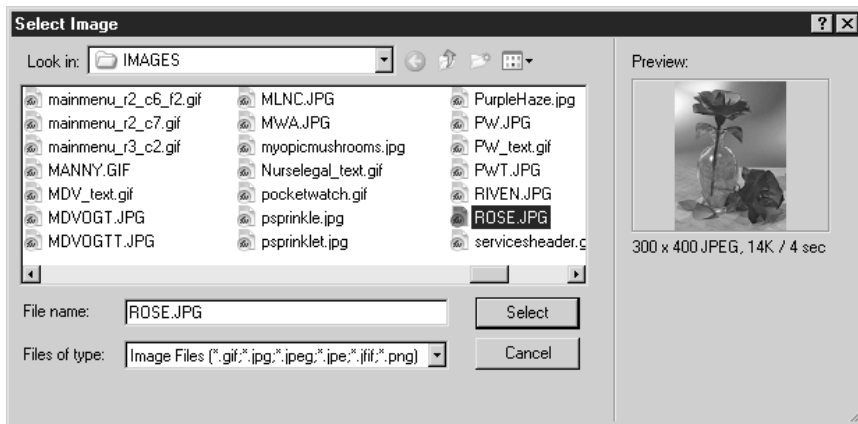 Select Image
Look in: IMAGES
mainmenu_r2_c6_f2.gif
mainmenu_r2_c7.gif
mainmenu_r3_c2.gif
MANNY.GIF
MDV_text.gif
MDVOGT.JPG
MDVOGTT.JPG
MLNC.JPG
MWA.JPG
myopicmushrooms.jpg
Nurselegal_text.gif
pocketwatch.gif
psprinkle.jpg
psprinklet.jpg
PurpleHaze.jpg
PW.JPG
PW_text.gif
PWT.JPG
RIVEN.JPG
ROSE.JPG
servicesheader.g
File name: ROSE.JPG
Select
Files of type: Image Files (*.gif;*.jpg;*.jpeg;*.jpe;*.jfif;*.png)
Cancel
Preview:
300 x 400 JPEG, 14K / 4 sec